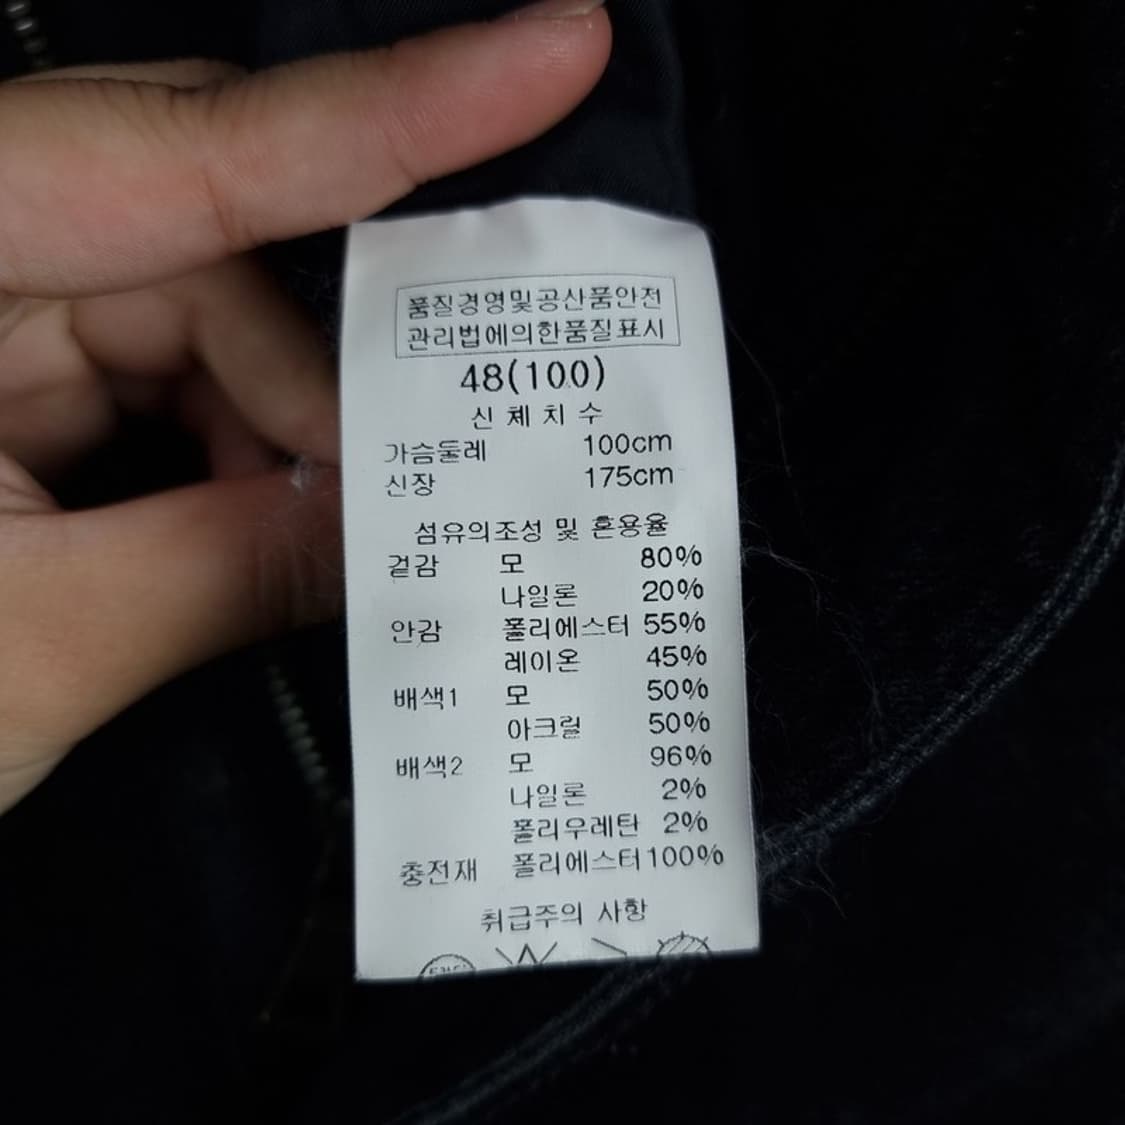 품질경영및공산품안전
관리법에의한품질표시
48(100)
신 체 치 수
가슴둘레 100cm
신장 175cm
섬유의조성 및 혼용율
겉감 모 80%
나일론 20%
안감 폴리에스터 55%
레이온 45%
배색1 모 50%
아크릴 50%
배색2 모 96%
나일론 2%
폴리우레탄 2%
충전재 폴리에스터 100%
취급주의 사항